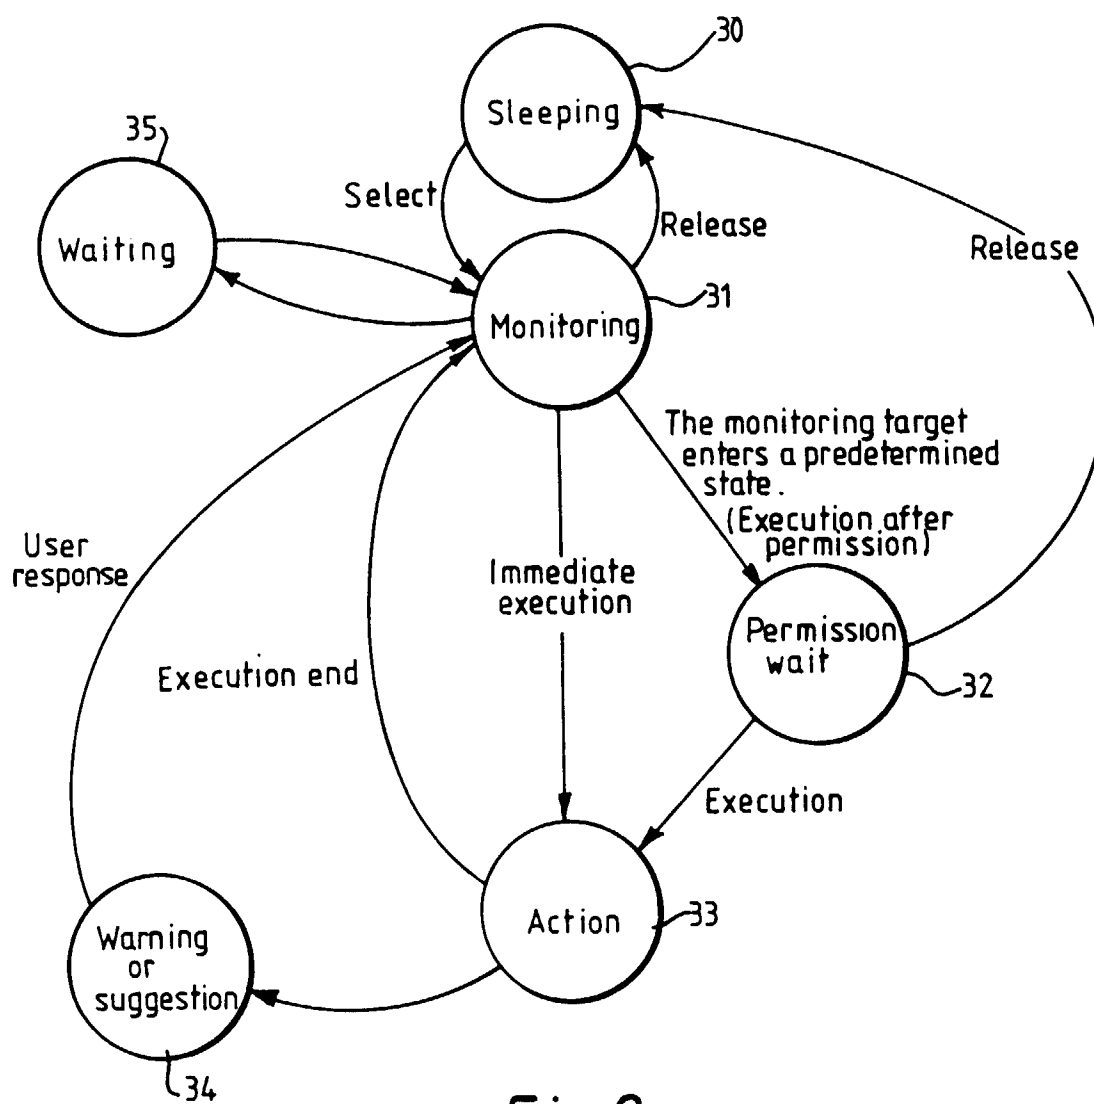 30
Sleeping
35
Select
Release
Waiting
Release
31
Monitoring
The monitoring target
enters a predetermined
state.
(Execution after
permission)
User
response
Immediate
execution
Permission
wait
Execution end
32
Execution
Action
33
Warning
or
suggestion
34